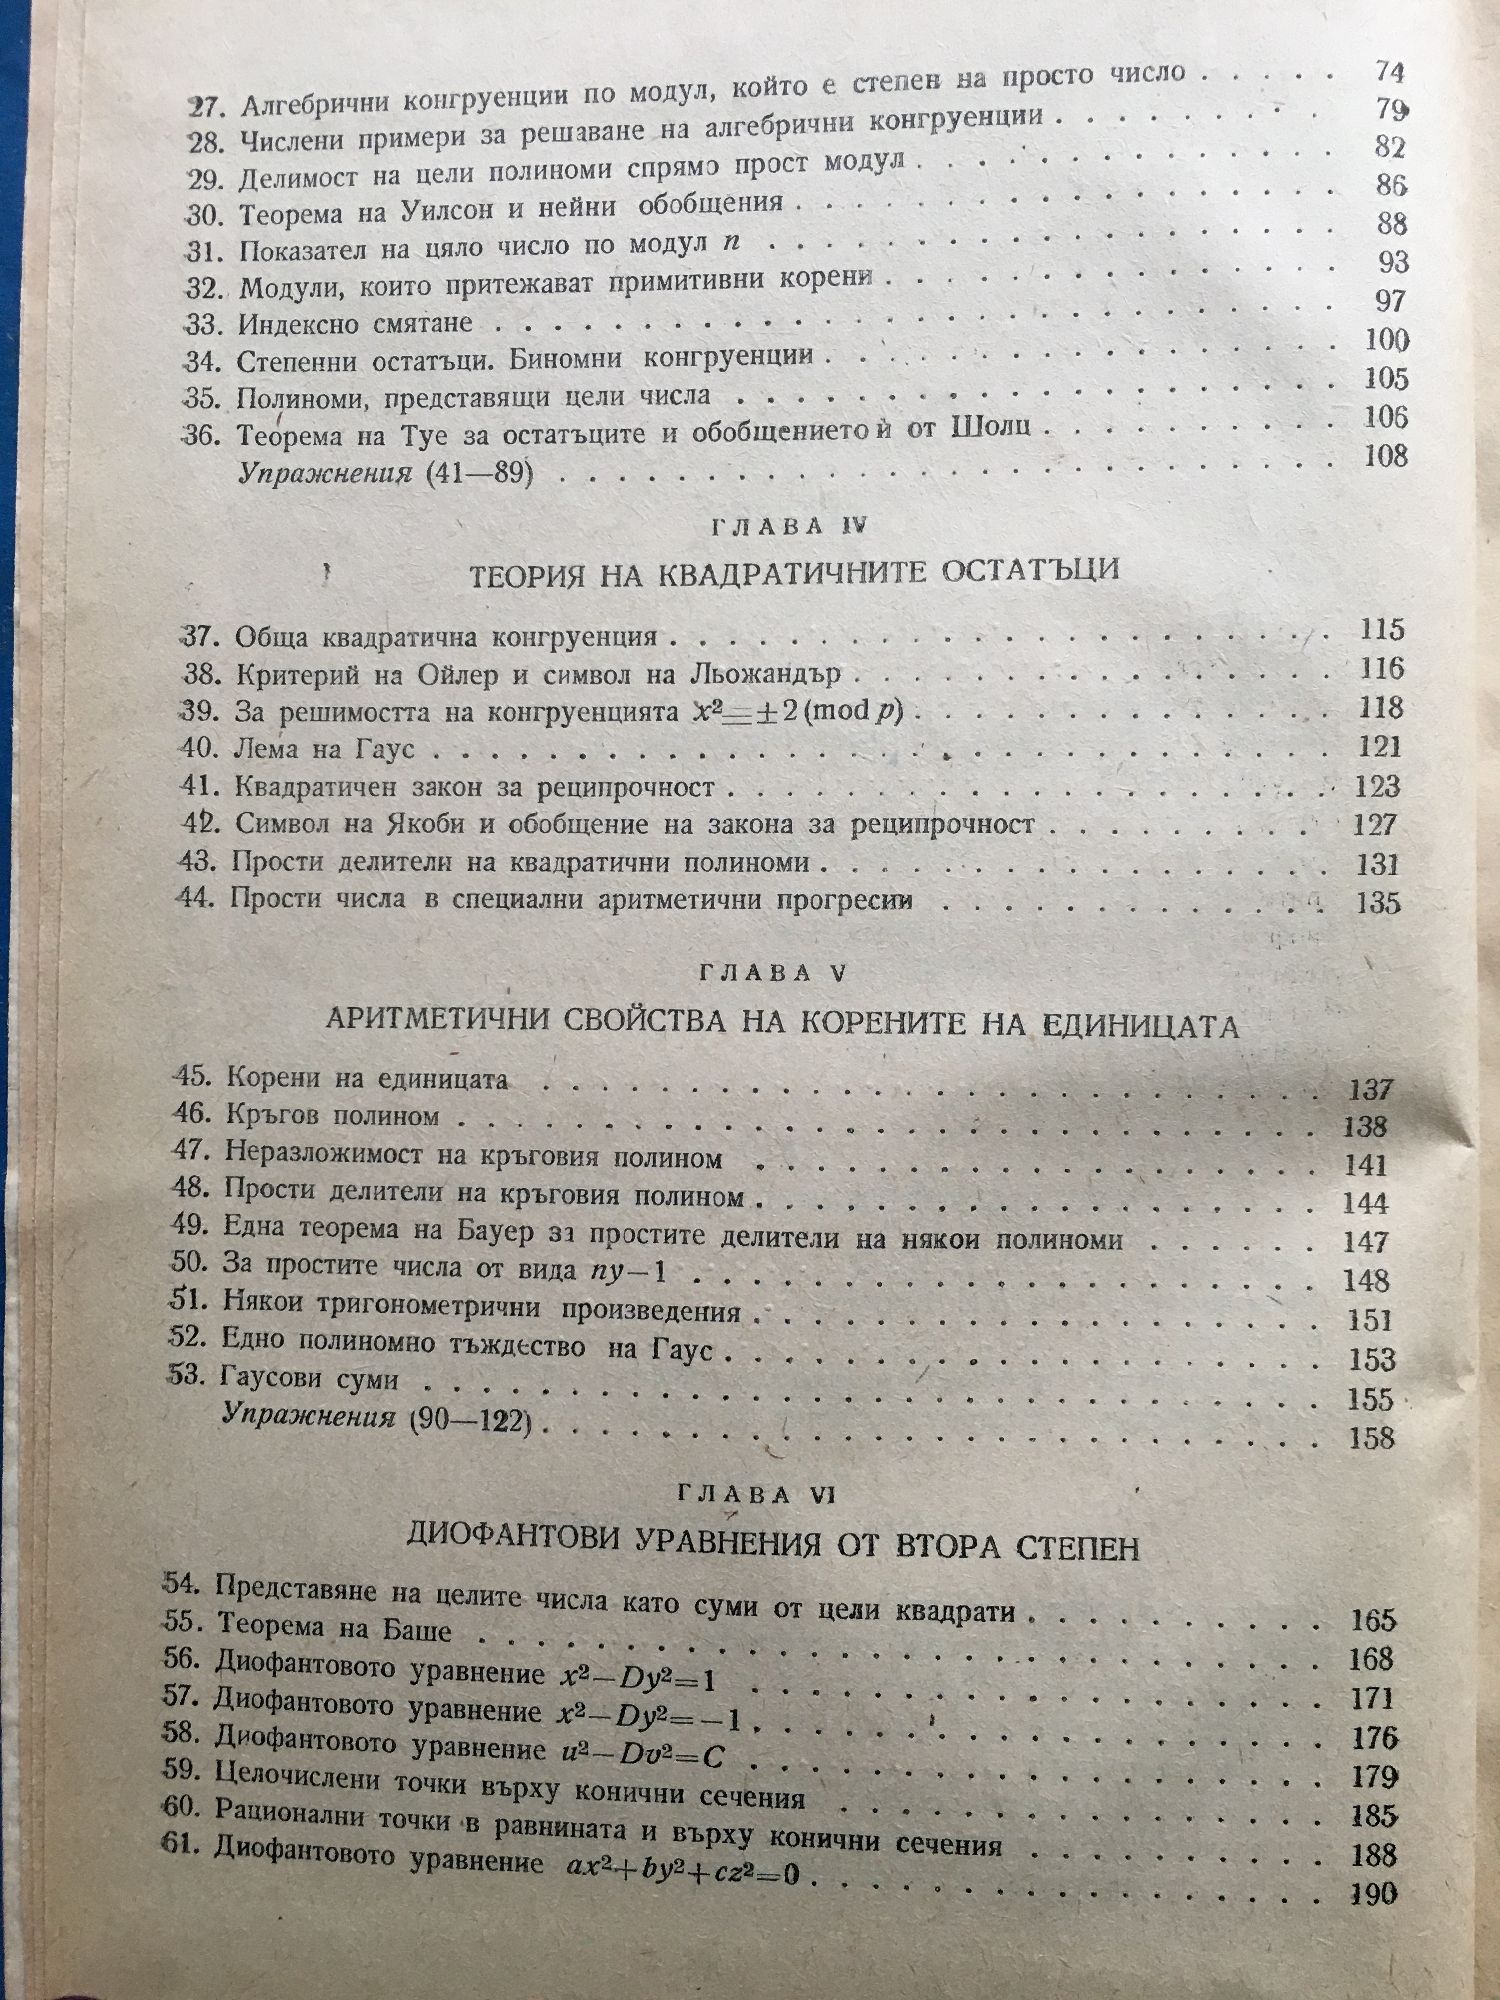 27. Алгебрични конгруенции по модул, който е степен на просто число . . . . . 74
28. Числени примери за решаване на алгебрични конгруенции . . . . . . . . . 79
29. Делимост на цели полиноми спрямо прост модул . . . . . . . . . . . . . . 82
30. Теорема на Уилсон и нейни обобщения . . . . . . . . . . . . . . . . . . 86
31. Показател на цяло число по модул n . . . . . . . . . . . . . . . . . . . 88
32. Модули, които притежават примитивни корени . . . . . . . . . . . . . . . 93
33. Индексно смятане . . . . . . . . . . . . . . . . . . . . . . . . . . . . 97
34. Степенни остатъци. Биномни конгруенции . . . . . . . . . . . . . . . . . 100
35. Полиноми, представящи цели числа . . . . . . . . . . . . . . . . . . . . 105
36. Теорема на Туе за остатъците и обобщението ѝ от Шолц . . . . . . . . . . 106
Упражнения (41—89) . . . . . . . . . . . . . . . . . . . . . . . . . . . 108
ГЛАВА IV
ТЕОРИЯ НА КВАДРАТИЧНИТЕ ОСТАТЪЦИ
37. Обща квадратична конгруенция . . . . . . . . . . . . . . . . . . . . . . 115
38. Критерий на Ойлер и символ на Льожандър . . . . . . . . . . . . . . . . 116
39. За решимостта на конгруенцията x²≡±2 (mod p) . . . . . . . . . . . . . . 118
40. Лема на Гаус . . . . . . . . . . . . . . . . . . . . . . . . . . . . . . 121
41. Квадратичен закон за реципрочност . . . . . . . . . . . . . . . . . . . . 123
42. Символ на Якоби и обобщение на закона за реципрочност . . . . . . . . . 127
43. Прости делители на квадратични полиноми . . . . . . . . . . . . . . . . . 131
44. Прости числа в специални аритметични прогресии . . . . . . . . . . . . . 135
ГЛАВА V
АРИТМЕТИЧНИ СВОЙСТВА НА КОРЕНИТЕ НА ЕДИНИЦАТА
45. Корени на единицата . . . . . . . . . . . . . . . . . . . . . . . . . . 137
46. Кръгов полином . . . . . . . . . . . . . . . . . . . . . . . . . . . . . 138
47. Неразложимост на кръговия полином . . . . . . . . . . . . . . . . . . . 141
48. Прости делители на кръговия полином . . . . . . . . . . . . . . . . . . . 144
49. Една теорема на Бауер за простите делители на някои полиноми . . . . . . 147
50. За простите числа от вида ny—1 . . . . . . . . . . . . . . . . . . . . . 148
51. Някои тригонометрични произведения . . . . . . . . . . . . . . . . . . . 151
52. Едно полиномно тъждество на Гаус . . . . . . . . . . . . . . . . . . . . 153
53. Гаусови суми . . . . . . . . . . . . . . . . . . . . . . . . . . . . . . 155
Упражнения (90—122) . . . . . . . . . . . . . . . . . . . . . . . . . . . 158
ГЛАВА VI
ДИОФАНТОВИ УРАВНЕНИЯ ОТ ВТОРА СТЕПЕН
54. Представяне на целите числа като суми от цели квадрати . . . . . . . . . 165
55. Теорема на Баше . . . . . . . . . . . . . . . . . . . . . . . . . . . . 168
56. Диофантовото уравнение x²—Dy²=1 . . . . . . . . . . . . . . . . . . . . 171
57. Диофантовото уравнение x²—Dy²=—1 . . . . . . . . . . . . . . . . . . . . 176
58. Диофантовото уравнение u²—Dv²=C . . . . . . . . . . . . . . . . . . . . 179
59. Целочислени точки върху конични сечения . . . . . . . . . . . . . . . . 185
60. Рационални точки в равнината и върху конични сечения . . . . . . . . . . 188
61. Диофантовото уравнение ax²+by²+cz²=0 . . . . . . . . . . . . . . . . . . 190